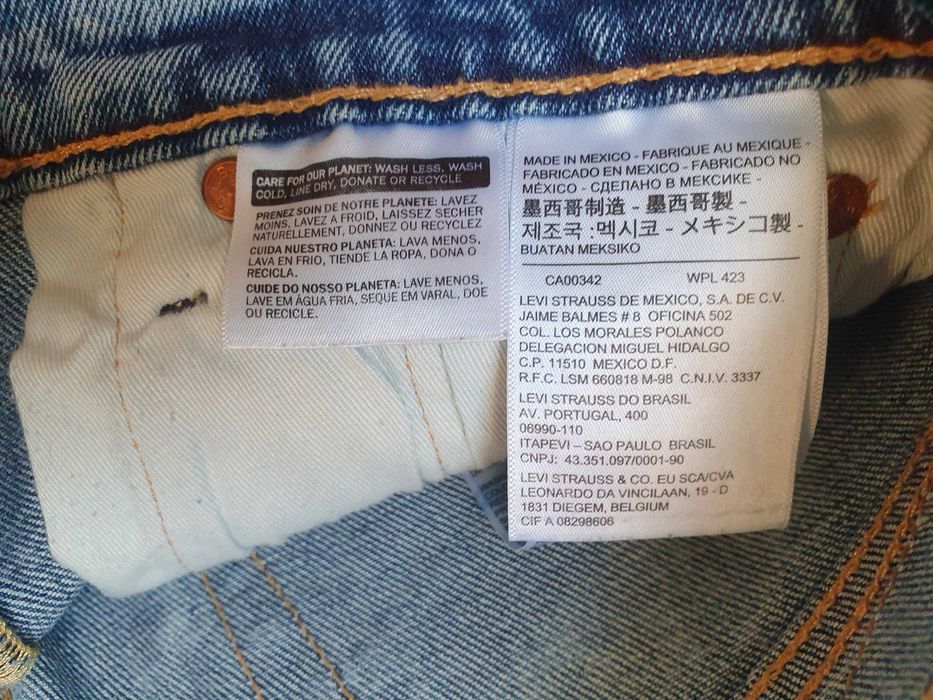 CARE FOR OUR PLANET: WASH LESS, WASH
COLD, LINE DRY, DONATE OR RECYCLE
PRENEZ SOIN DE NOTRE PLANETE: LAVEZ
MOINS, LAVEZ A FROID, LAISSEZ SECHER
NATURELLEMENT, DONNEZ OU RECYCLEZ
CUIDA NUESTRO PLANETA: LAVA MENOS,
LAVA EN FRIO, TIENDE LA ROPA, DONA O
RECICLA.
CUIDE DO NOSSO PLANETA: LAVE MENOS,
LAVE EM ÁGUA FRIA, SEQUE EM VARAL, DOE
OU RECICLE.
MADE IN MEXICO - FABRIQUE AU MEXIQUE -
FABRICADO EN MEXICO - FABRICADO NO
MÉXICO - СДЕЛАНО В МЕКСИКЕ -
墨西哥制造 - 墨西哥製 -
제조국 :멕시코 - メキシコ製 -
BUATAN MEKSIKO
CA00342 WPL 423
LEVI STRAUSS DE MEXICO, S.A. DE C.V.
JAIME BALMES # 8 OFICINA 502
COL. LOS MORALES POLANCO
DELEGACION MIGUEL HIDALGO
C.P. 11510 MEXICO D.F.
R.F.C. LSM 660818 M-98 C.N.I.V. 3337
LEVI STRAUSS DO BRASIL
AV. PORTUGAL, 400
06990-110
ITAPEVI – SAO PAULO BRASIL
CNPJ: 43.351.097/0001-90
LEVI STRAUSS & CO. EU SCA/CVA
LEONARDO DA VINCILAAN, 19 - D
1831 DIEGEM, BELGIUM
CIF A 08298606